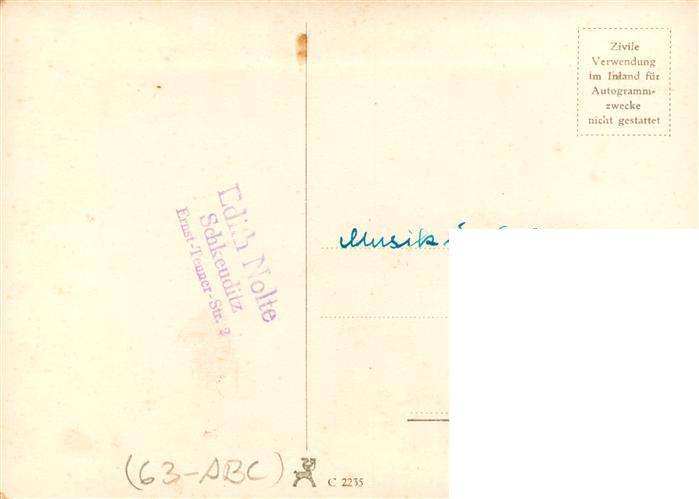 Zivile
Verwendung
im Inland für
Autogramm-
zwecke
nicht gestattet
Edith Nolte
Schkeuditz
Ernst-Tenner-Str. 2
Musik
(63-ABC)
C 2235